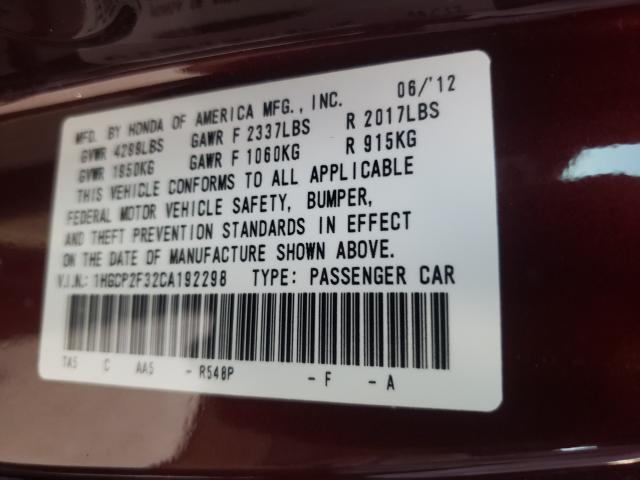 MFD. BY HONDA OF AMERICA MFG., INC. 06/'12
GVWR 4299LBS GAWR F 2337LBS R 2017LBS
GVWR 1950KG GAWR F 1060KG R 915KG
THIS VEHICLE CONFORMS TO ALL APPLICABLE
FEDERAL MOTOR VEHICLE SAFETY, BUMPER,
AND THEFT PREVENTION STANDARDS IN EFFECT
ON THE DATE OF MANUFACTURE SHOWN ABOVE.
V.I.N.: 1HGCP2F32CA192298 TYPE: PASSENGER CAR
TA5 C AA5 - R548P - F - A